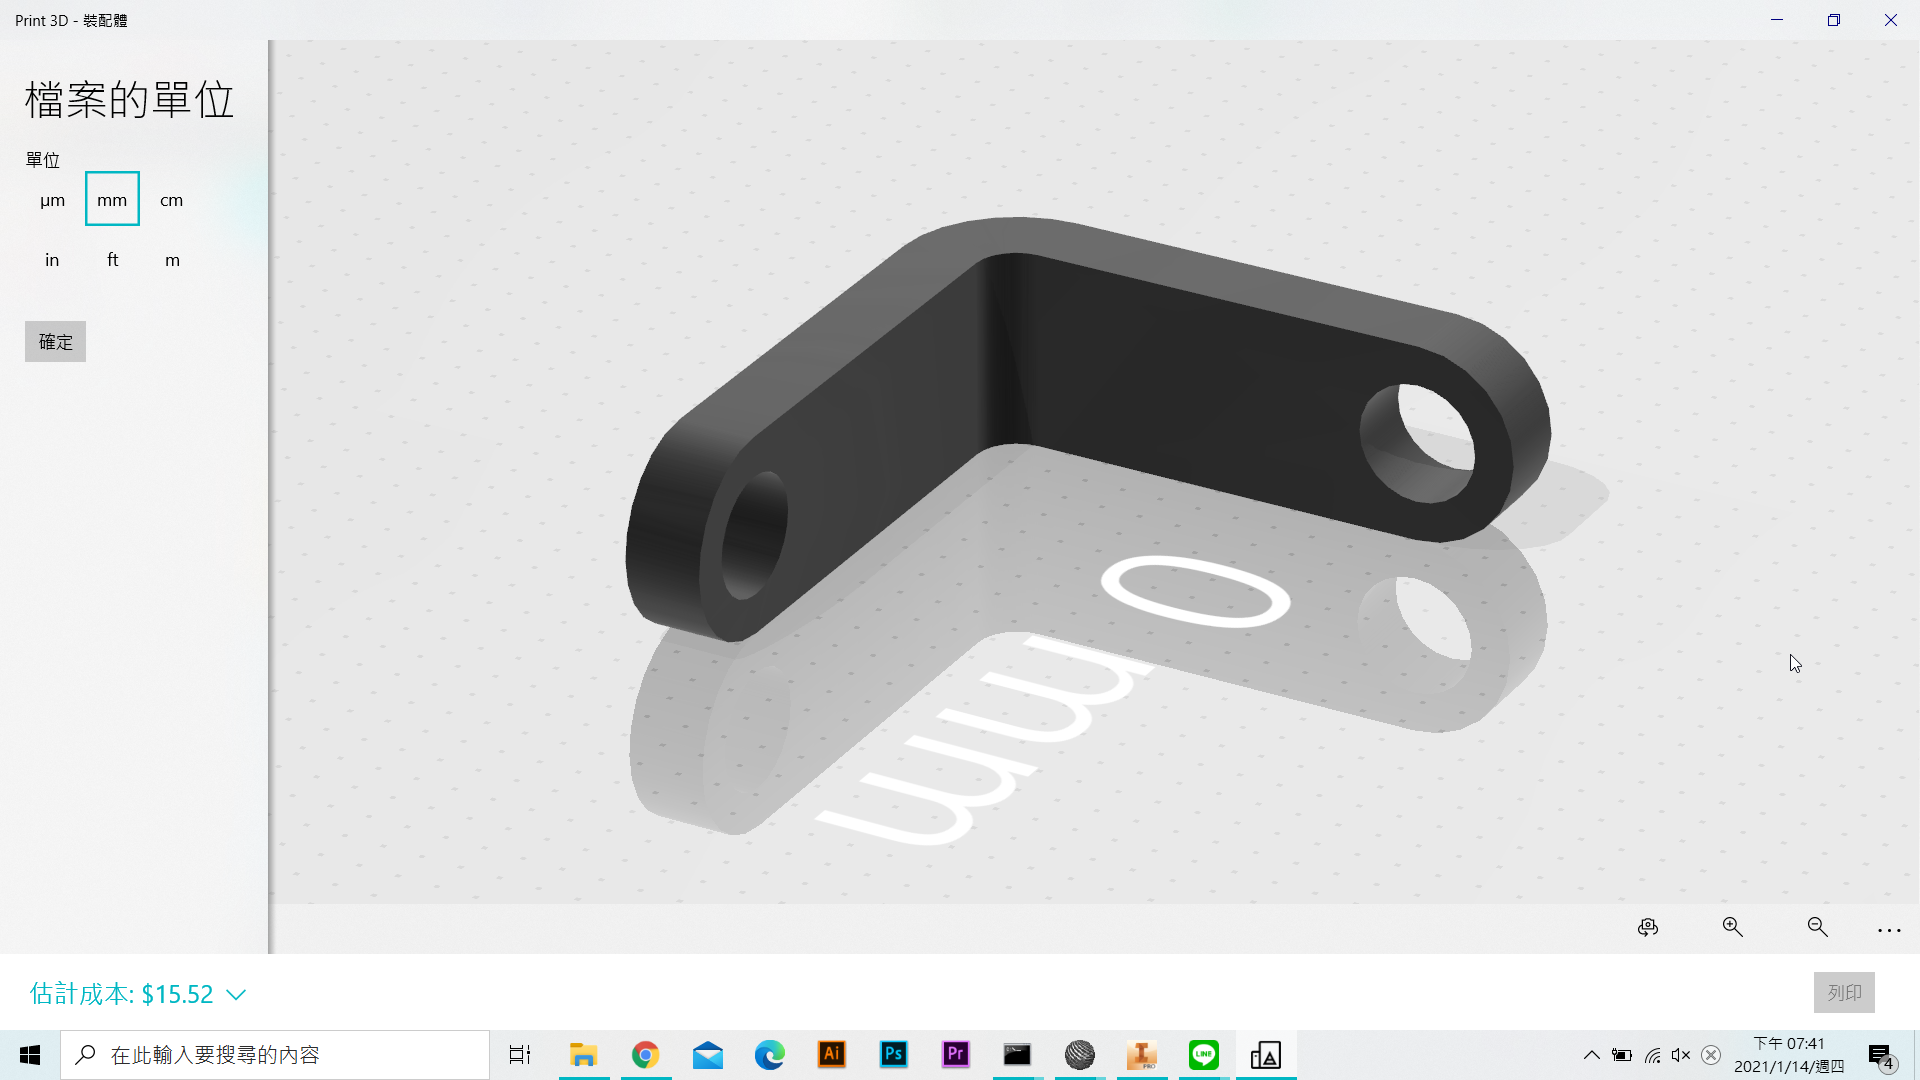 Print 3D - 裝配體
檔案的單位
單位
µm mm cm
in ft m
確定
0
mm
估計成本: $15.52
列印
在此輸入要搜尋的內容
Ai
Ps
Pr
I
PRO
LINE
下午 07:41
2021/1/14/週四
4